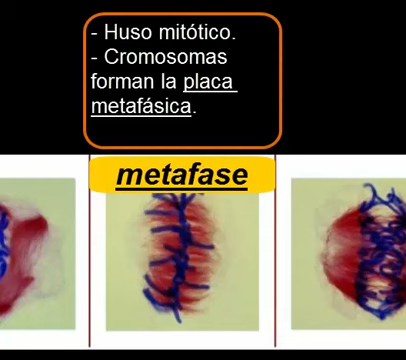 - Huso mitótico.
- Cromosomas
forman la placa
metafásica.
metafase